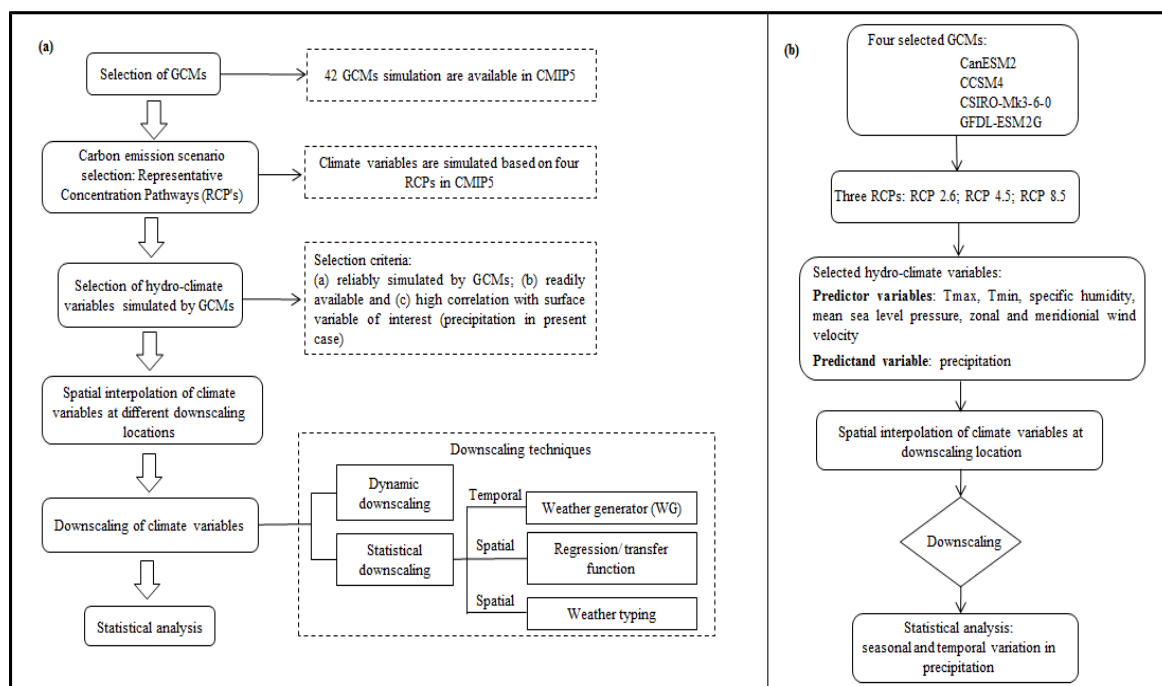 (a)
Selection of GCMs
42 GCMs simulation are available in CMIP5
Carbon emission scenario
selection: Representative
Concentration Pathways (RCP's)
Climate variables are simulated based on four
RCPs in CMIP5
Selection of hydro-climate
variables simulated by GCMs
Selection criteria:
(a) reliably simulated by GCMs; (b) readily
available and (c) high correlation with surface
variable of interest (precipitation in present
case)
Spatial interpolation of climate
variables at different downscaling
locations
Downscaling of climate variables
Downscaling techniques
Dynamic
downscaling
Statistical
downscaling
Temporal
Weather generator (WG)
Spatial
Regression/ transfer
function
Spatial
Weather typing
Statistical analysis
(b)
Four selected GCMs:
CanESM2
CCSM4
CSIRO-Mk3-6-0
GFDL-ESM2G
Three RCPs: RCP 2.6; RCP 4.5; RCP 8.5
Selected hydro-climate variables:
Predictor variables: Tmax, Tmin, specific humidity,
mean sea level pressure, zonal and meridionial wind
velocity
Predictand variable: precipitation
Spatial interpolation of climate variables at
downscaling location
Downscaling
Statistical analysis:
seasonal and temporal variation in
precipitation